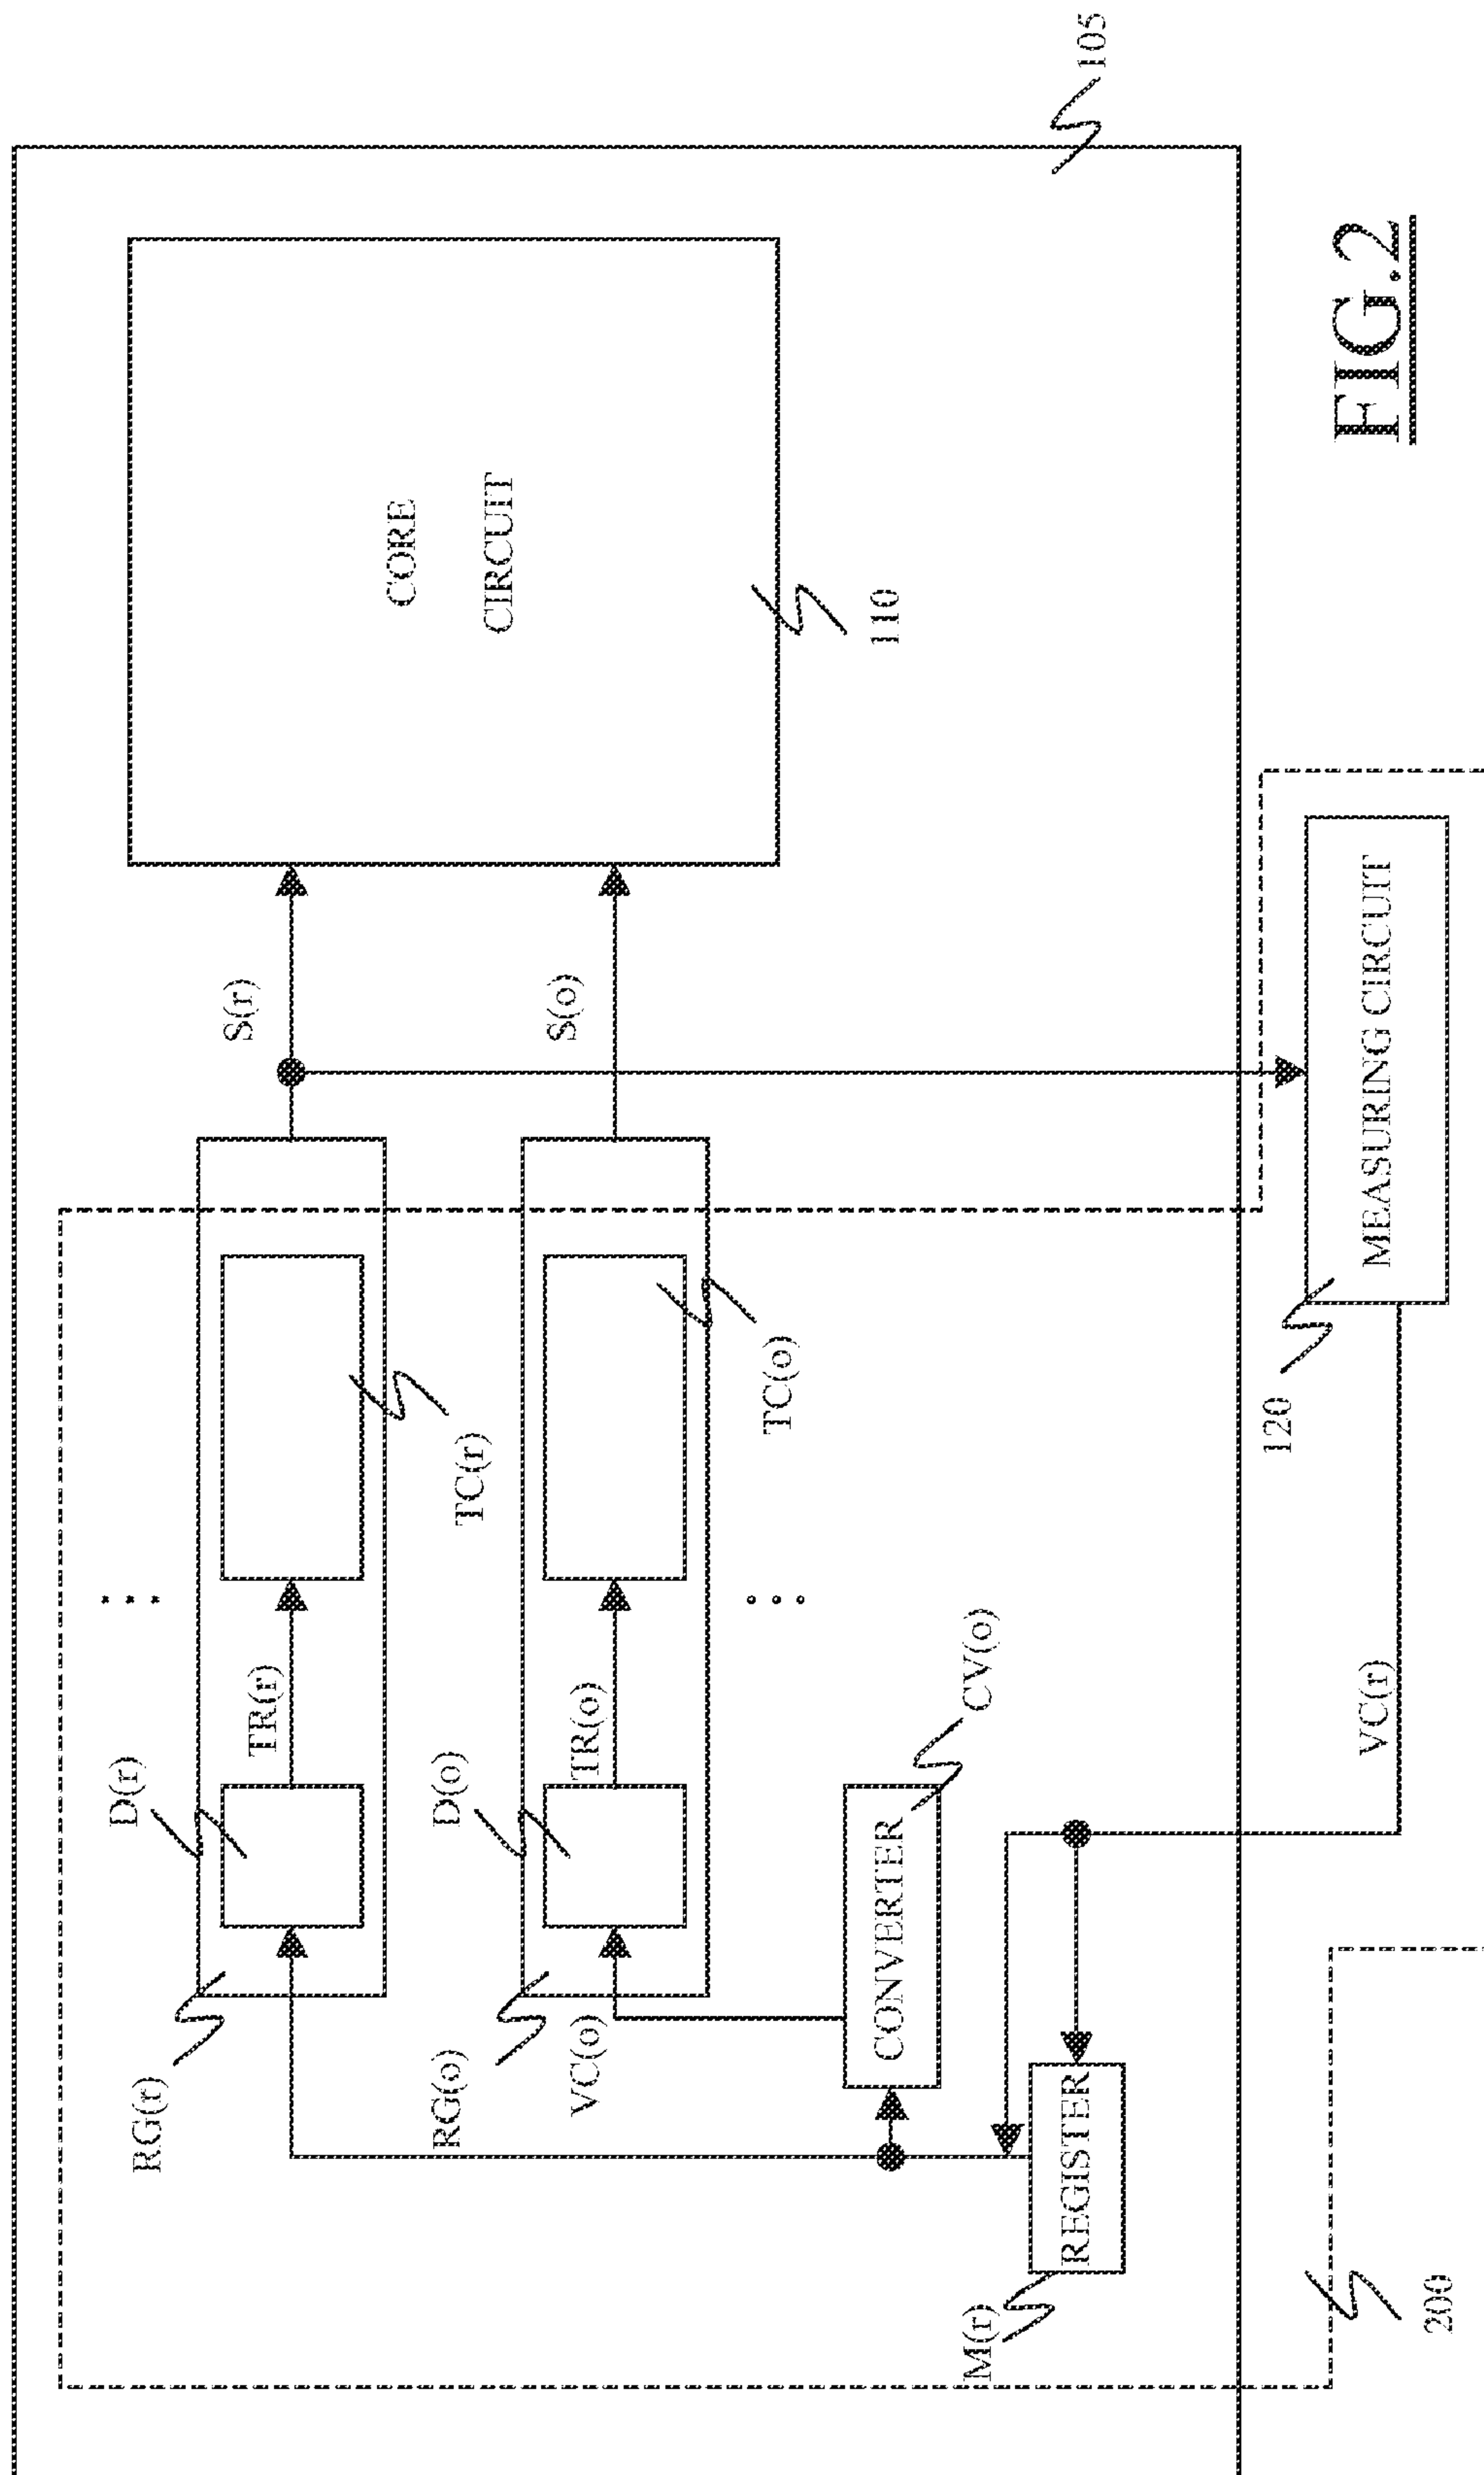 RG(r)
D(r)
TR(r)
TC(r)
S(r)
CORE
CIRCUIT
110
105
RG(o)
D(o)
TR(o)
TC(o)
S(o)
VC(o)
CONVERTER
CV(o)
M(r)
REGISTER
VC(r)
120
MEASURING CIRCUIT
200
FIG.2